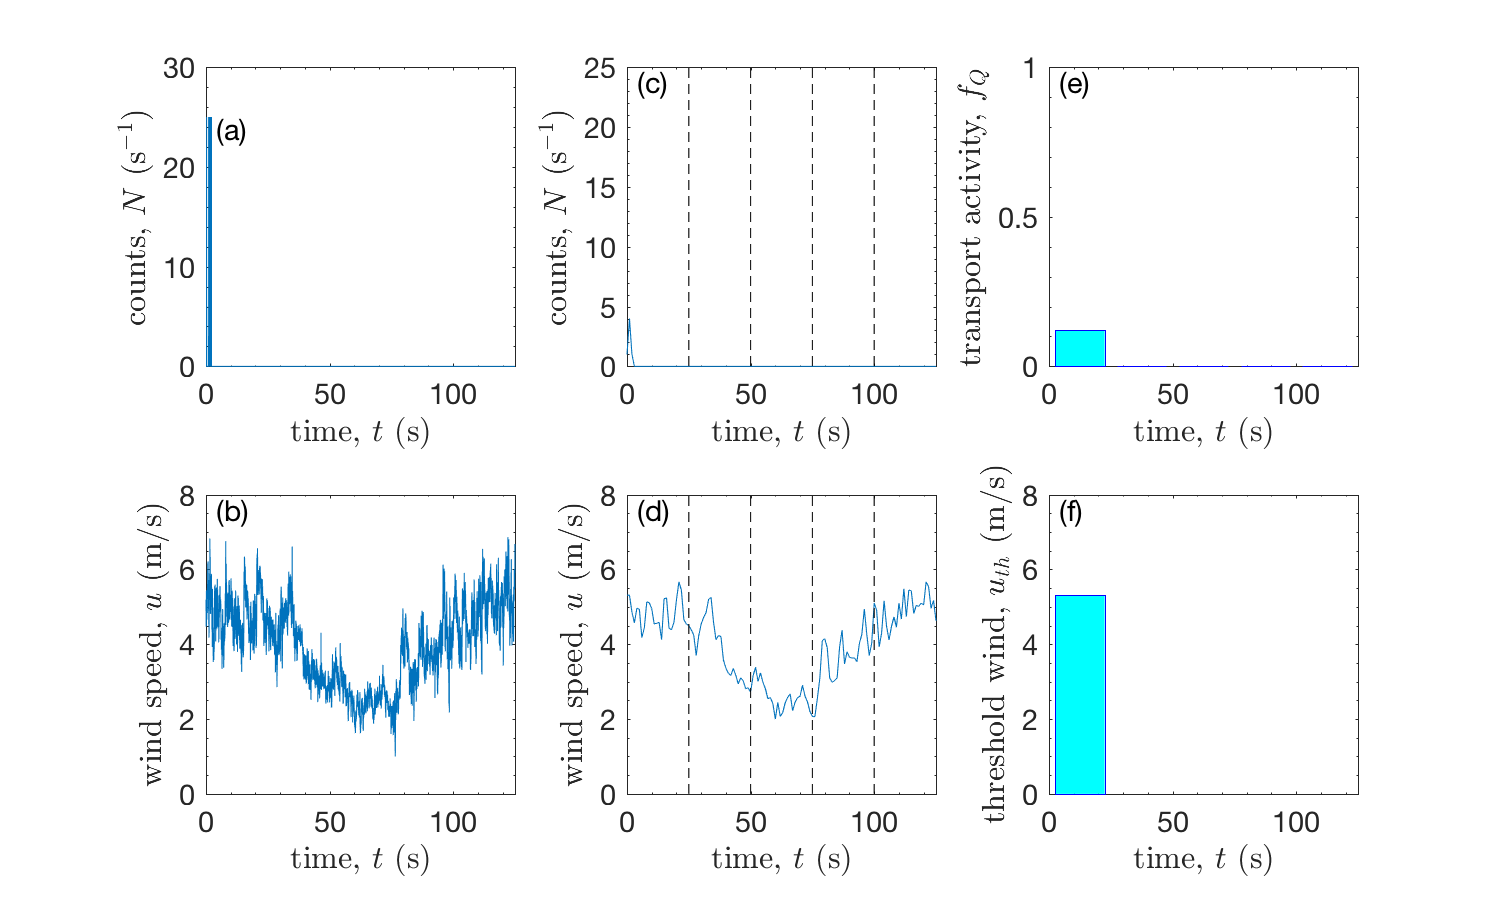 30
20
10
0
counts, N (s−1)
(a)
0 50 100
time, t (s)
25
20
15
10
5
0
counts, N (s−1)
(c)
0 50 100
time, t (s)
1
0.5
0
transport activity, fQ
(e)
0 50 100
time, t (s)
8
6
4
2
0
wind speed, u (m/s)
(b)
0 50 100
time, t (s)
8
6
4
2
0
wind speed, u (m/s)
(d)
0 50 100
time, t (s)
8
6
4
2
0
threshold wind, uth (m/s)
(f)
0 50 100
time, t (s)